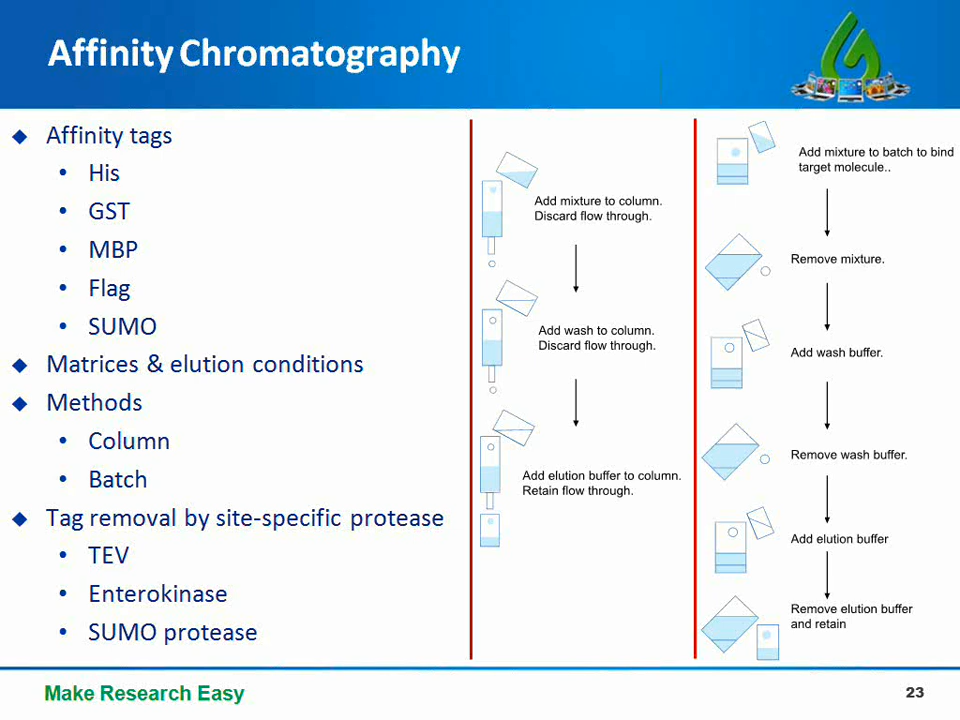 Affinity Chromatography
Affinity tags
His
GST
MBP
Flag
SUMO
Matrices & elution conditions
Methods
Column
Batch
Tag removal by site-specific protease
TEV
Enterokinase
SUMO protease
Add mixture to column.
Discard flow through.
Add wash to column.
Discard flow through.
Add elution buffer to column.
Retain flow through.
Add mixture to batch to bind
target molecule..
Remove mixture.
Add wash buffer.
Remove wash buffer.
Add elution buffer
Remove elution buffer
and retain
Make Research Easy
23